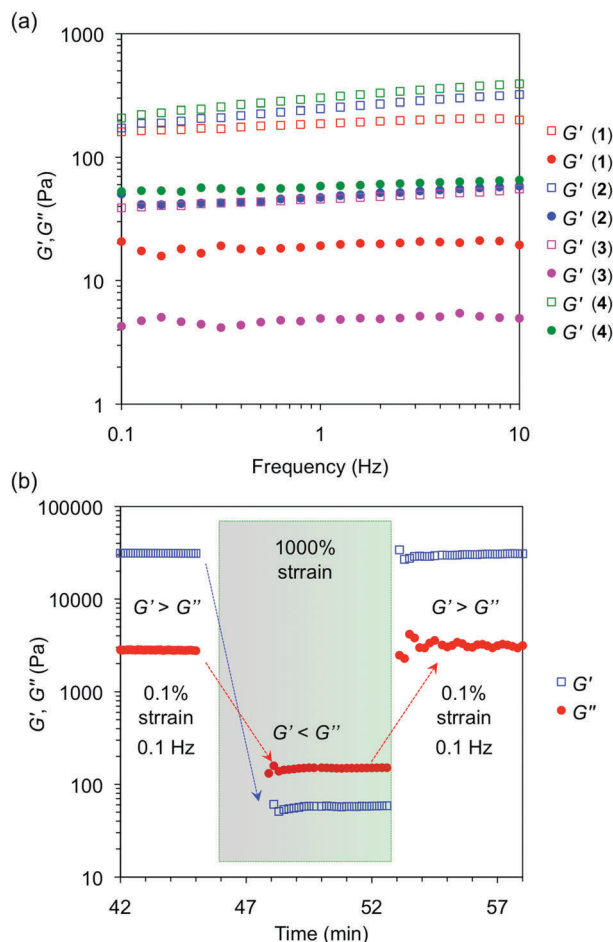 (a)
1000
100
10
1
G',G'' (Pa)
0.1
1
10
Frequency (Hz)
G' (1)
G' (1)
G' (2)
G' (2)
G' (3)
G' (3)
G' (4)
G' (4)
(b)
100000
10000
1000
100
10
G', G'' (Pa)
1000%
strrain
G' > G''
G' > G''
0.1%
strrain
0.1 Hz
G' < G''
0.1%
strrain
0.1 Hz
G'
G''
42
47
52
57
Time (min)